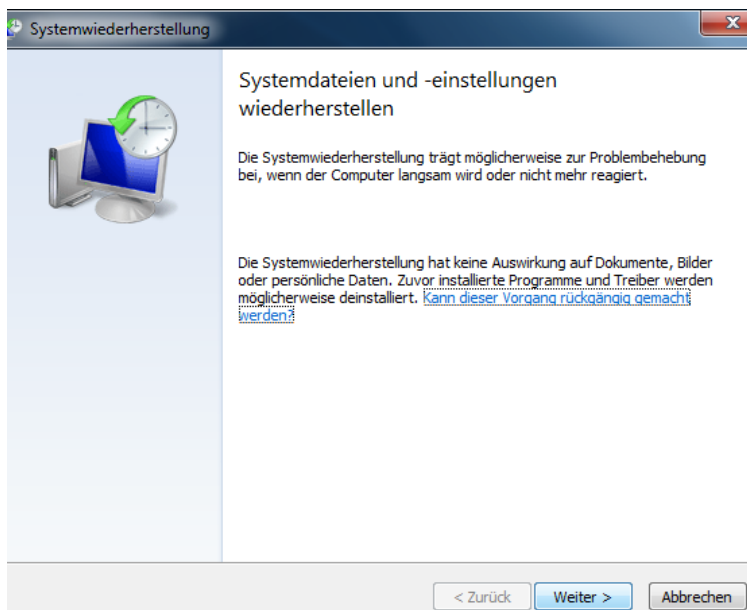 Systemwiederherstellung
Systemdateien und -einstellungen
wiederherstellen
Die Systemwiederherstellung trägt möglicherweise zur Problembehebung
bei, wenn der Computer langsam wird oder nicht mehr reagiert.
Die Systemwiederherstellung hat keine Auswirkung auf Dokumente, Bilder
oder persönliche Daten. Zuvor installierte Programme und Treiber werden
möglicherweise deinstalliert. Kann dieser Vorgang rückgängig gemacht
werden?
< Zurück Weiter > Abbrechen